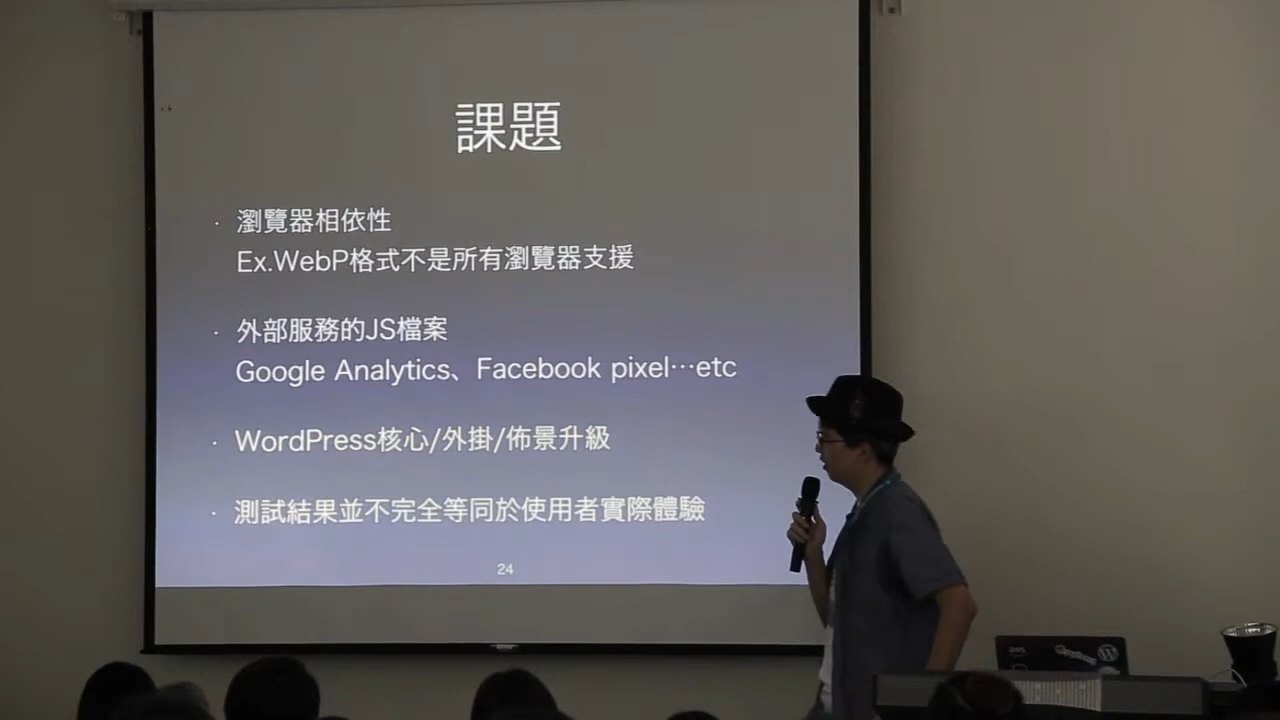 課題
· 瀏覽器相依性
Ex.WebP格式不是所有瀏覽器支援
· 外部服務的JS檔案
Google Analytics、Facebook pixel…etc
· WordPress核心/外掛/佈景升級
· 測試結果並不完全等同於使用者實際體驗
24